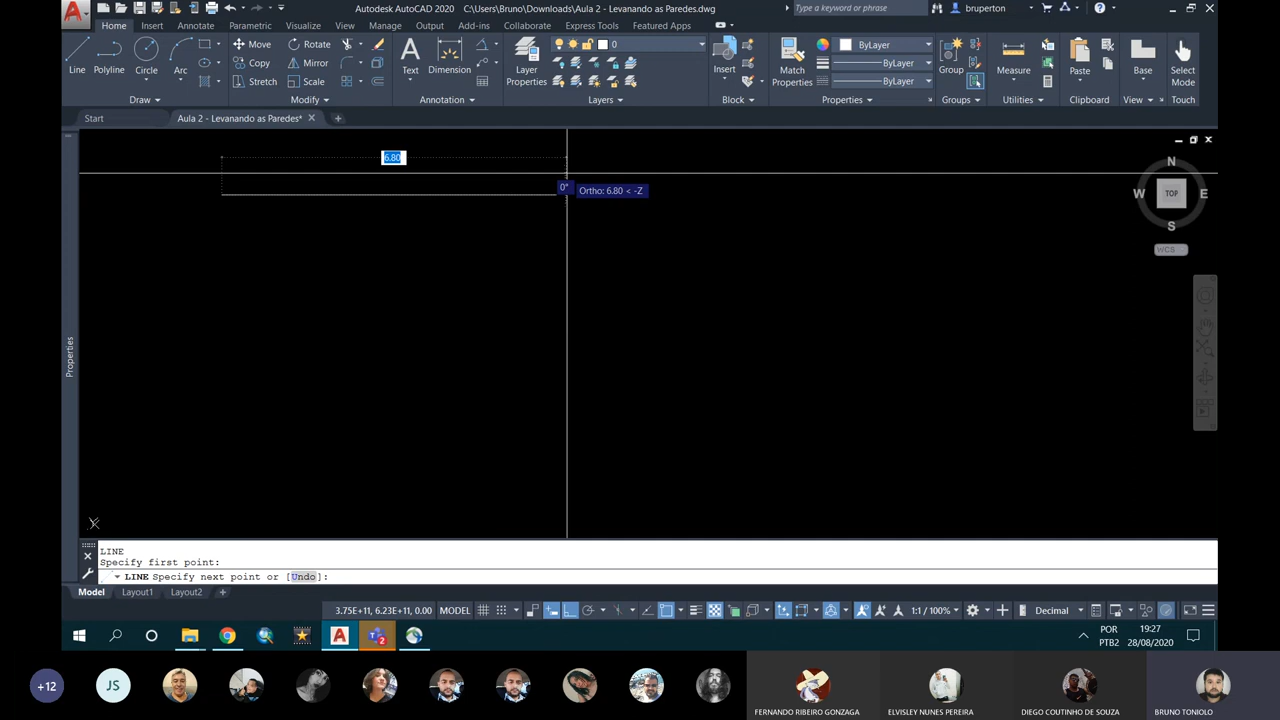 Autodesk AutoCAD 2020 C:\Users\Bruno\Downloads\Aula 2 - Levanando as Paredes.dwg
Type a keyword or phrase
bruperton
Home Insert Annotate Parametric View Manage Output Add-ins Collaborate Express Tools Featured Apps
Line Polyline Circle Arc
Move Rotate
Copy Mirror
Stretch Scale
Text Dimension
Layer Properties
0
Insert
Match Properties
ByLayer
ByLayer
ByLayer
Group
Measure
Paste
Base
Select Mode
Draw Modify Annotation Layers Block Properties Groups Utilities Clipboard View Touch
Start Aula 2 - Levanando as Paredes*
6.80
0° Ortho: 6.80 < -Z
N
W TOP E
S
WCS
Properties
LINE
Specify first point:
LINE Specify next point or [Undo]:
Model Layout1 Layout2
3.75E+11, 6.23E+11, 0.00 MODEL 1:1 / 100% Decimal
POR
PTB2
19:27
28/08/2020
2
+12
JS
FERNANDO RIBEIRO GONZAGA
ELVISLEY NUNES PEREIRA
DIEGO COUTINHO DE SOUZA
BRUNO TONIOLO